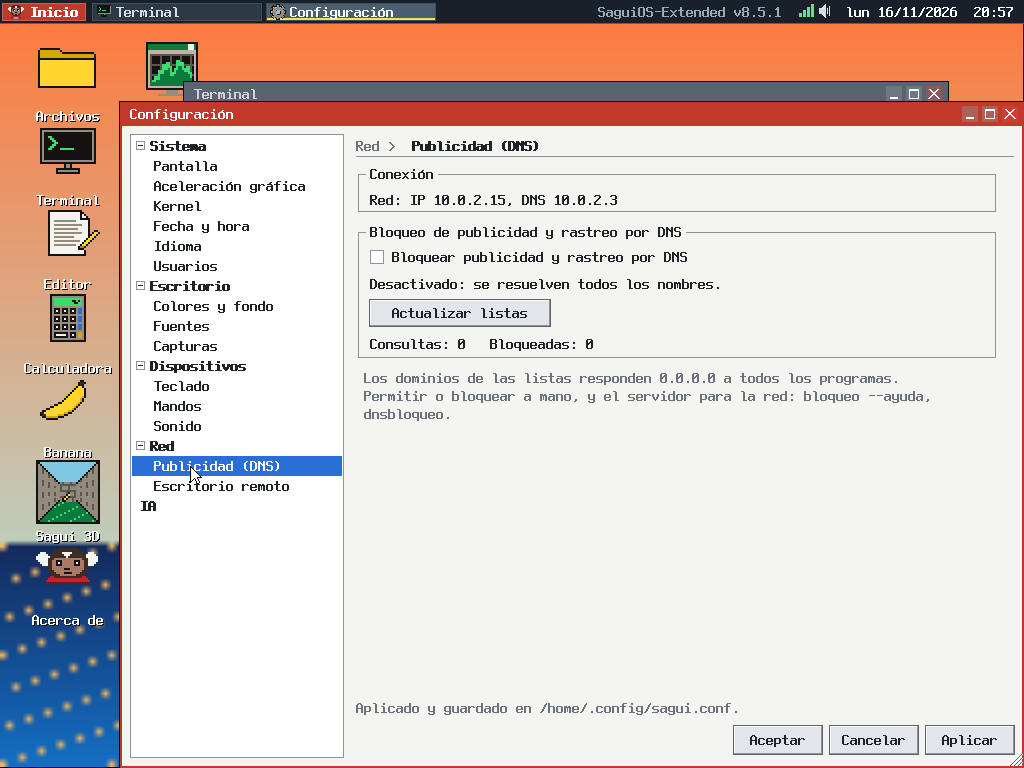 Inicio
Terminal
Configuración
SaguiOS-Extended v8.5.1
lun 16/11/2026
20:57
Archivos
Terminal
Editor
Calculadora
Banana
Sagui 3D
Acerca de
Terminal
Configuración
Sistema
Pantalla
Aceleración gráfica
Kernel
Fecha y hora
Idioma
Usuarios
Escritorio
Colores y fondo
Fuentes
Capturas
Dispositivos
Teclado
Mandos
Sonido
Red
Publicidad (DNS)
Escritorio remoto
IA
Red > Publicidad (DNS)
Conexión
Red: IP 10.0.2.15, DNS 10.0.2.3
Bloqueo de publicidad y rastreo por DNS
Bloquear publicidad y rastreo por DNS
Desactivado: se resuelven todos los nombres.
Actualizar listas
Consultas: 0 Bloqueadas: 0
Los dominios de las listas responden 0.0.0.0 a todos los programas.
Permitir o bloquear a mano, y el servidor para la red: bloqueo --ayuda,
dnsbloqueo.
Aplicado y guardado en /home/.config/sagui.conf.
Aceptar
Cancelar
Aplicar